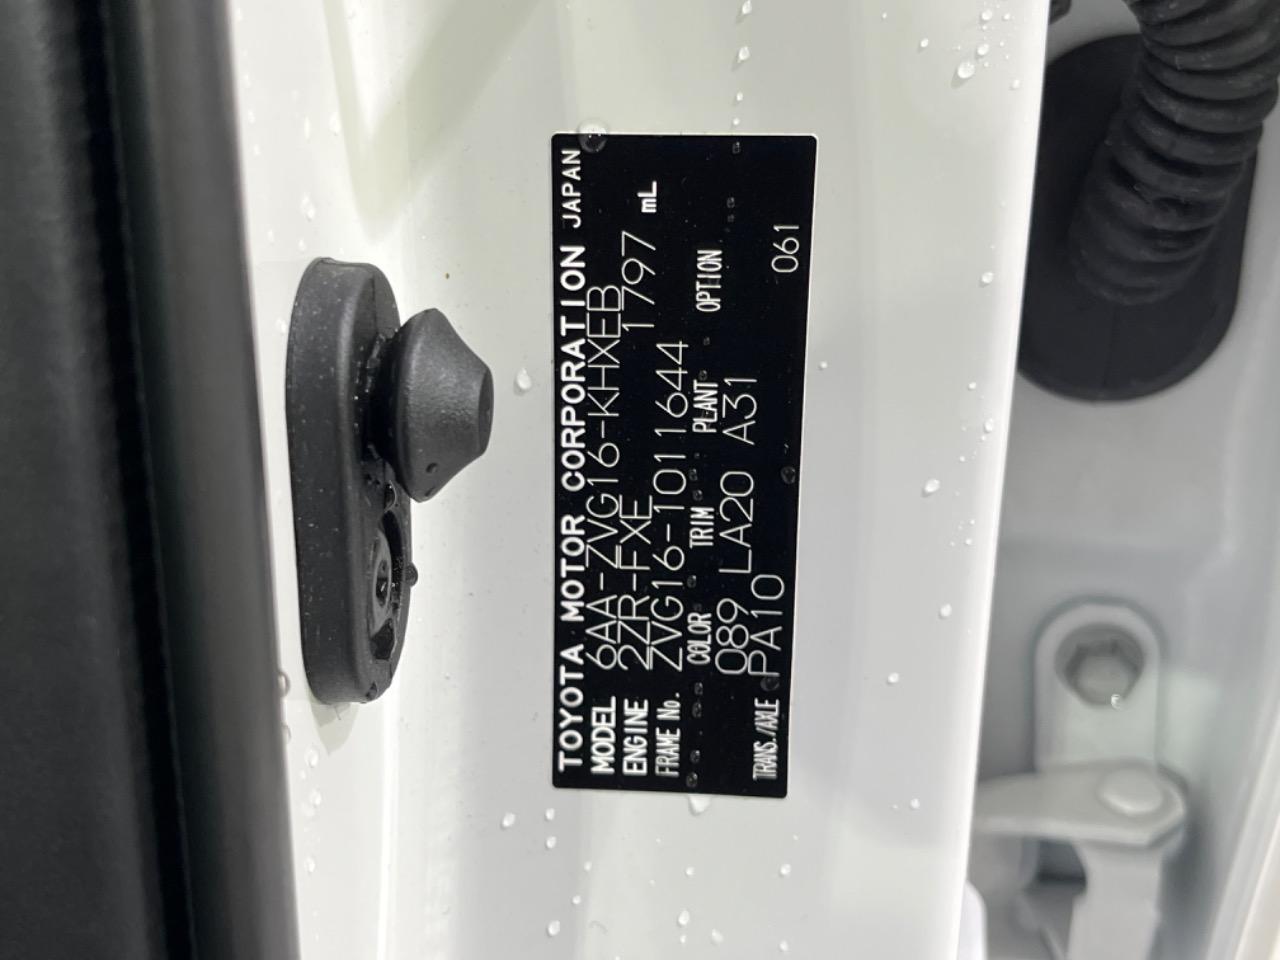 TOYOTA MOTOR CORPORATION JAPAN
MODEL 6AA-ZVG16-KHXEB
ENGINE 2ZR-FXE 1797 mL
FRAME No. ZVG16-1011644
COLOR TRIM PLANT OPTION
089 LA20 A31
TRANS./AXLE PA10 061